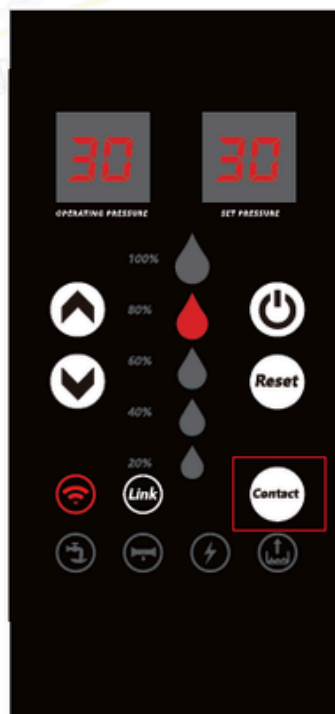 30 30
OPERATING PRESSURE SET PRESSURE
100%
80%
60%
Reset
40%
20%
Link Contact